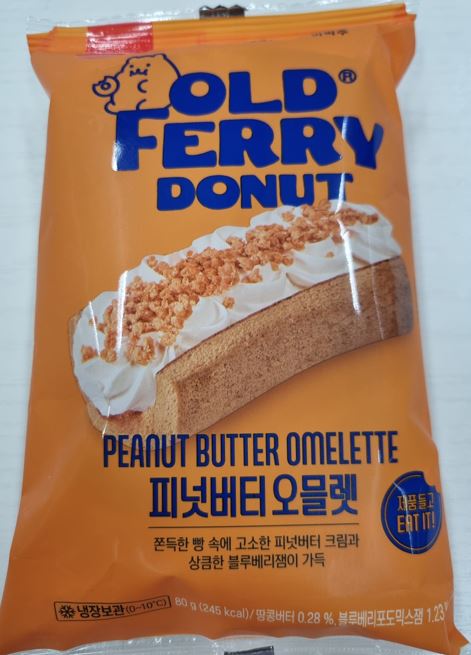 OLD®
FERRY
DONUT
PEANUT BUTTER OMELETTE
피넛버터 오믈렛
쫀득한 빵 속에 고소한 피넛버터 크림과
상큼한 블루베리잼이 가득
제품 들고
EAT IT!
냉장보관(0~10℃) 80 g (245 kcal) / 땅콩버터 0.28 %, 블루베리포도믹스잼 1.23